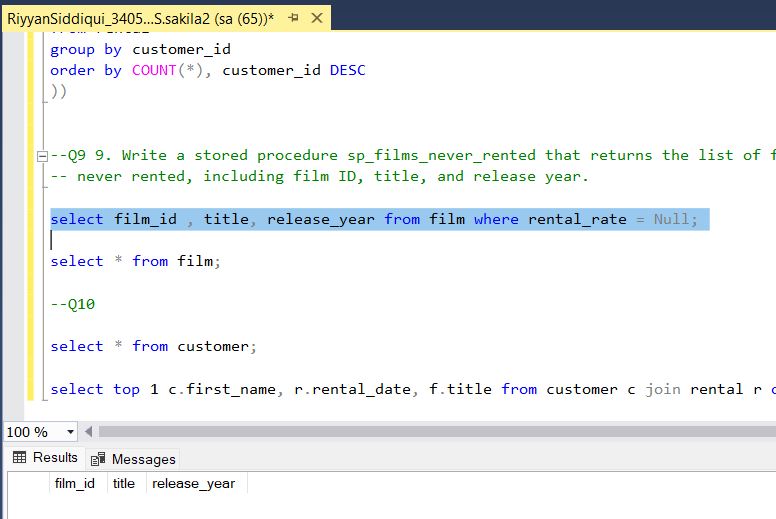 RiyyanSiddiqui_3405...S.sakila2 (sa (65))*
group by customer_id
order by COUNT(*), customer_id DESC
))
--Q9 9. Write a stored procedure sp_films_never_rented that returns the list of f
-- never rented, including film ID, title, and release year.
select film_id , title, release_year from film where rental_rate = Null;
select * from film;
--Q10
select * from customer;
select top 1 c.first_name, r.rental_date, f.title from customer c join rental r o
100 %
Results Messages
film_id title release_year